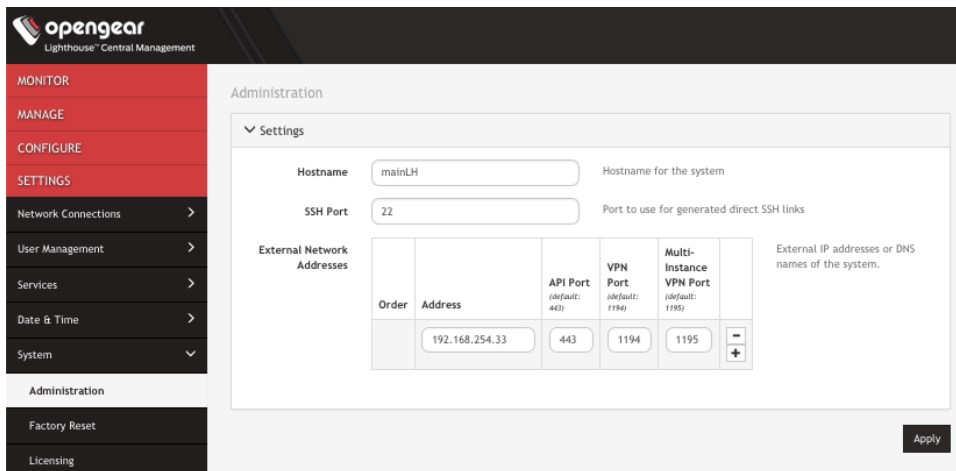 opengear
Lighthouse™ Central Management
MONITOR
MANAGE
CONFIGURE
SETTINGS
Network Connections
User Management
Services
Date & Time
System
Administration
Factory Reset
Licensing
Administration
Settings
Hostname
mainLH
Hostname for the system
SSH Port
22
Port to use for generated direct SSH links
External Network
Addresses
Order
Address
API Port
(default:
443)
VPN
Port
(default:
1194)
Multi-
Instance
VPN Port
(default:
1195)
192.168.254.33
443
1194
1195
−
+
External IP addresses or DNS
names of the system.
Apply